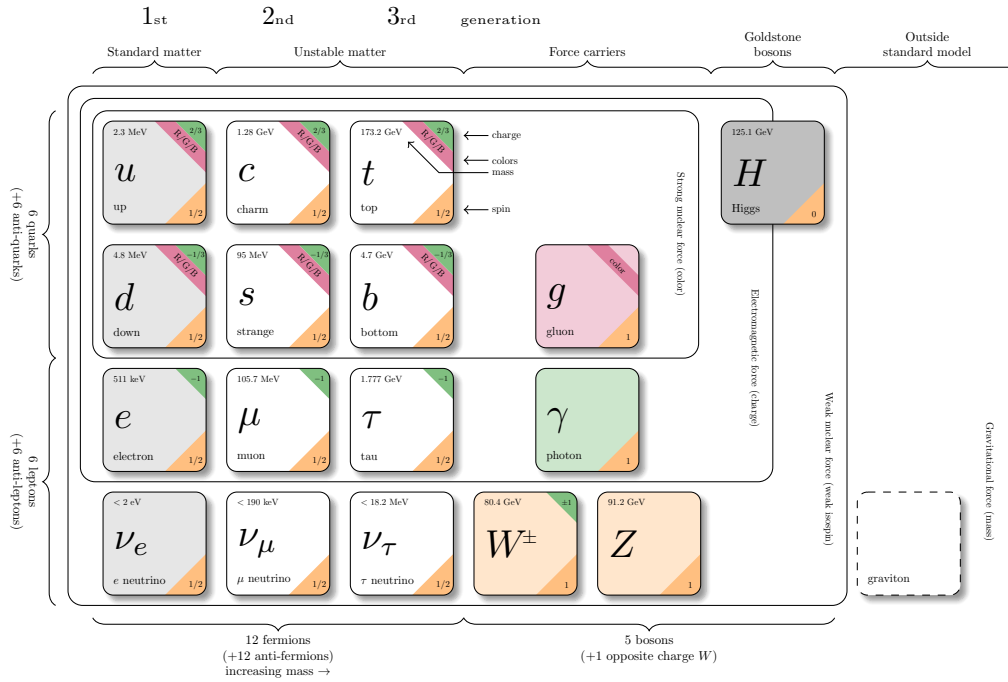 1st 2nd 3rd generation
Standard matter
Unstable matter
Force carriers
Goldstone
bosons
Outside
standard model
6 quarks
(+6 anti-quarks)
2.3 MeV
2/3
R/G/B
u
up
1/2
1.28 GeV
2/3
R/G/B
c
charm
1/2
173.2 GeV
2/3
R/G/B
t
top
1/2
charge
colors
mass
spin
125.1 GeV
H
Higgs
0
4.8 MeV
−1/3
R/G/B
d
down
1/2
95 MeV
−1/3
R/G/B
s
strange
1/2
4.7 GeV
−1/3
R/G/B
b
bottom
1/2
color
g
gluon
1
Strong nuclear force (color)
6 leptons
(+6 anti-leptons)
511 keV
−1
e
electron
1/2
105.7 MeV
−1
μ
muon
1/2
1.777 GeV
−1
τ
tau
1/2
γ
photon
1
Electromagnetic force (charge)
< 2 eV
νe
e neutrino
1/2
< 190 keV
νμ
μ neutrino
1/2
< 18.2 MeV
ντ
τ neutrino
1/2
80.4 GeV
±1
W±
1
91.2 GeV
Z
1
Weak nuclear force (weak isospin)
graviton
Gravitational force (mass)
12 fermions
(+12 anti-fermions)
increasing mass →
5 bosons
(+1 opposite charge W)